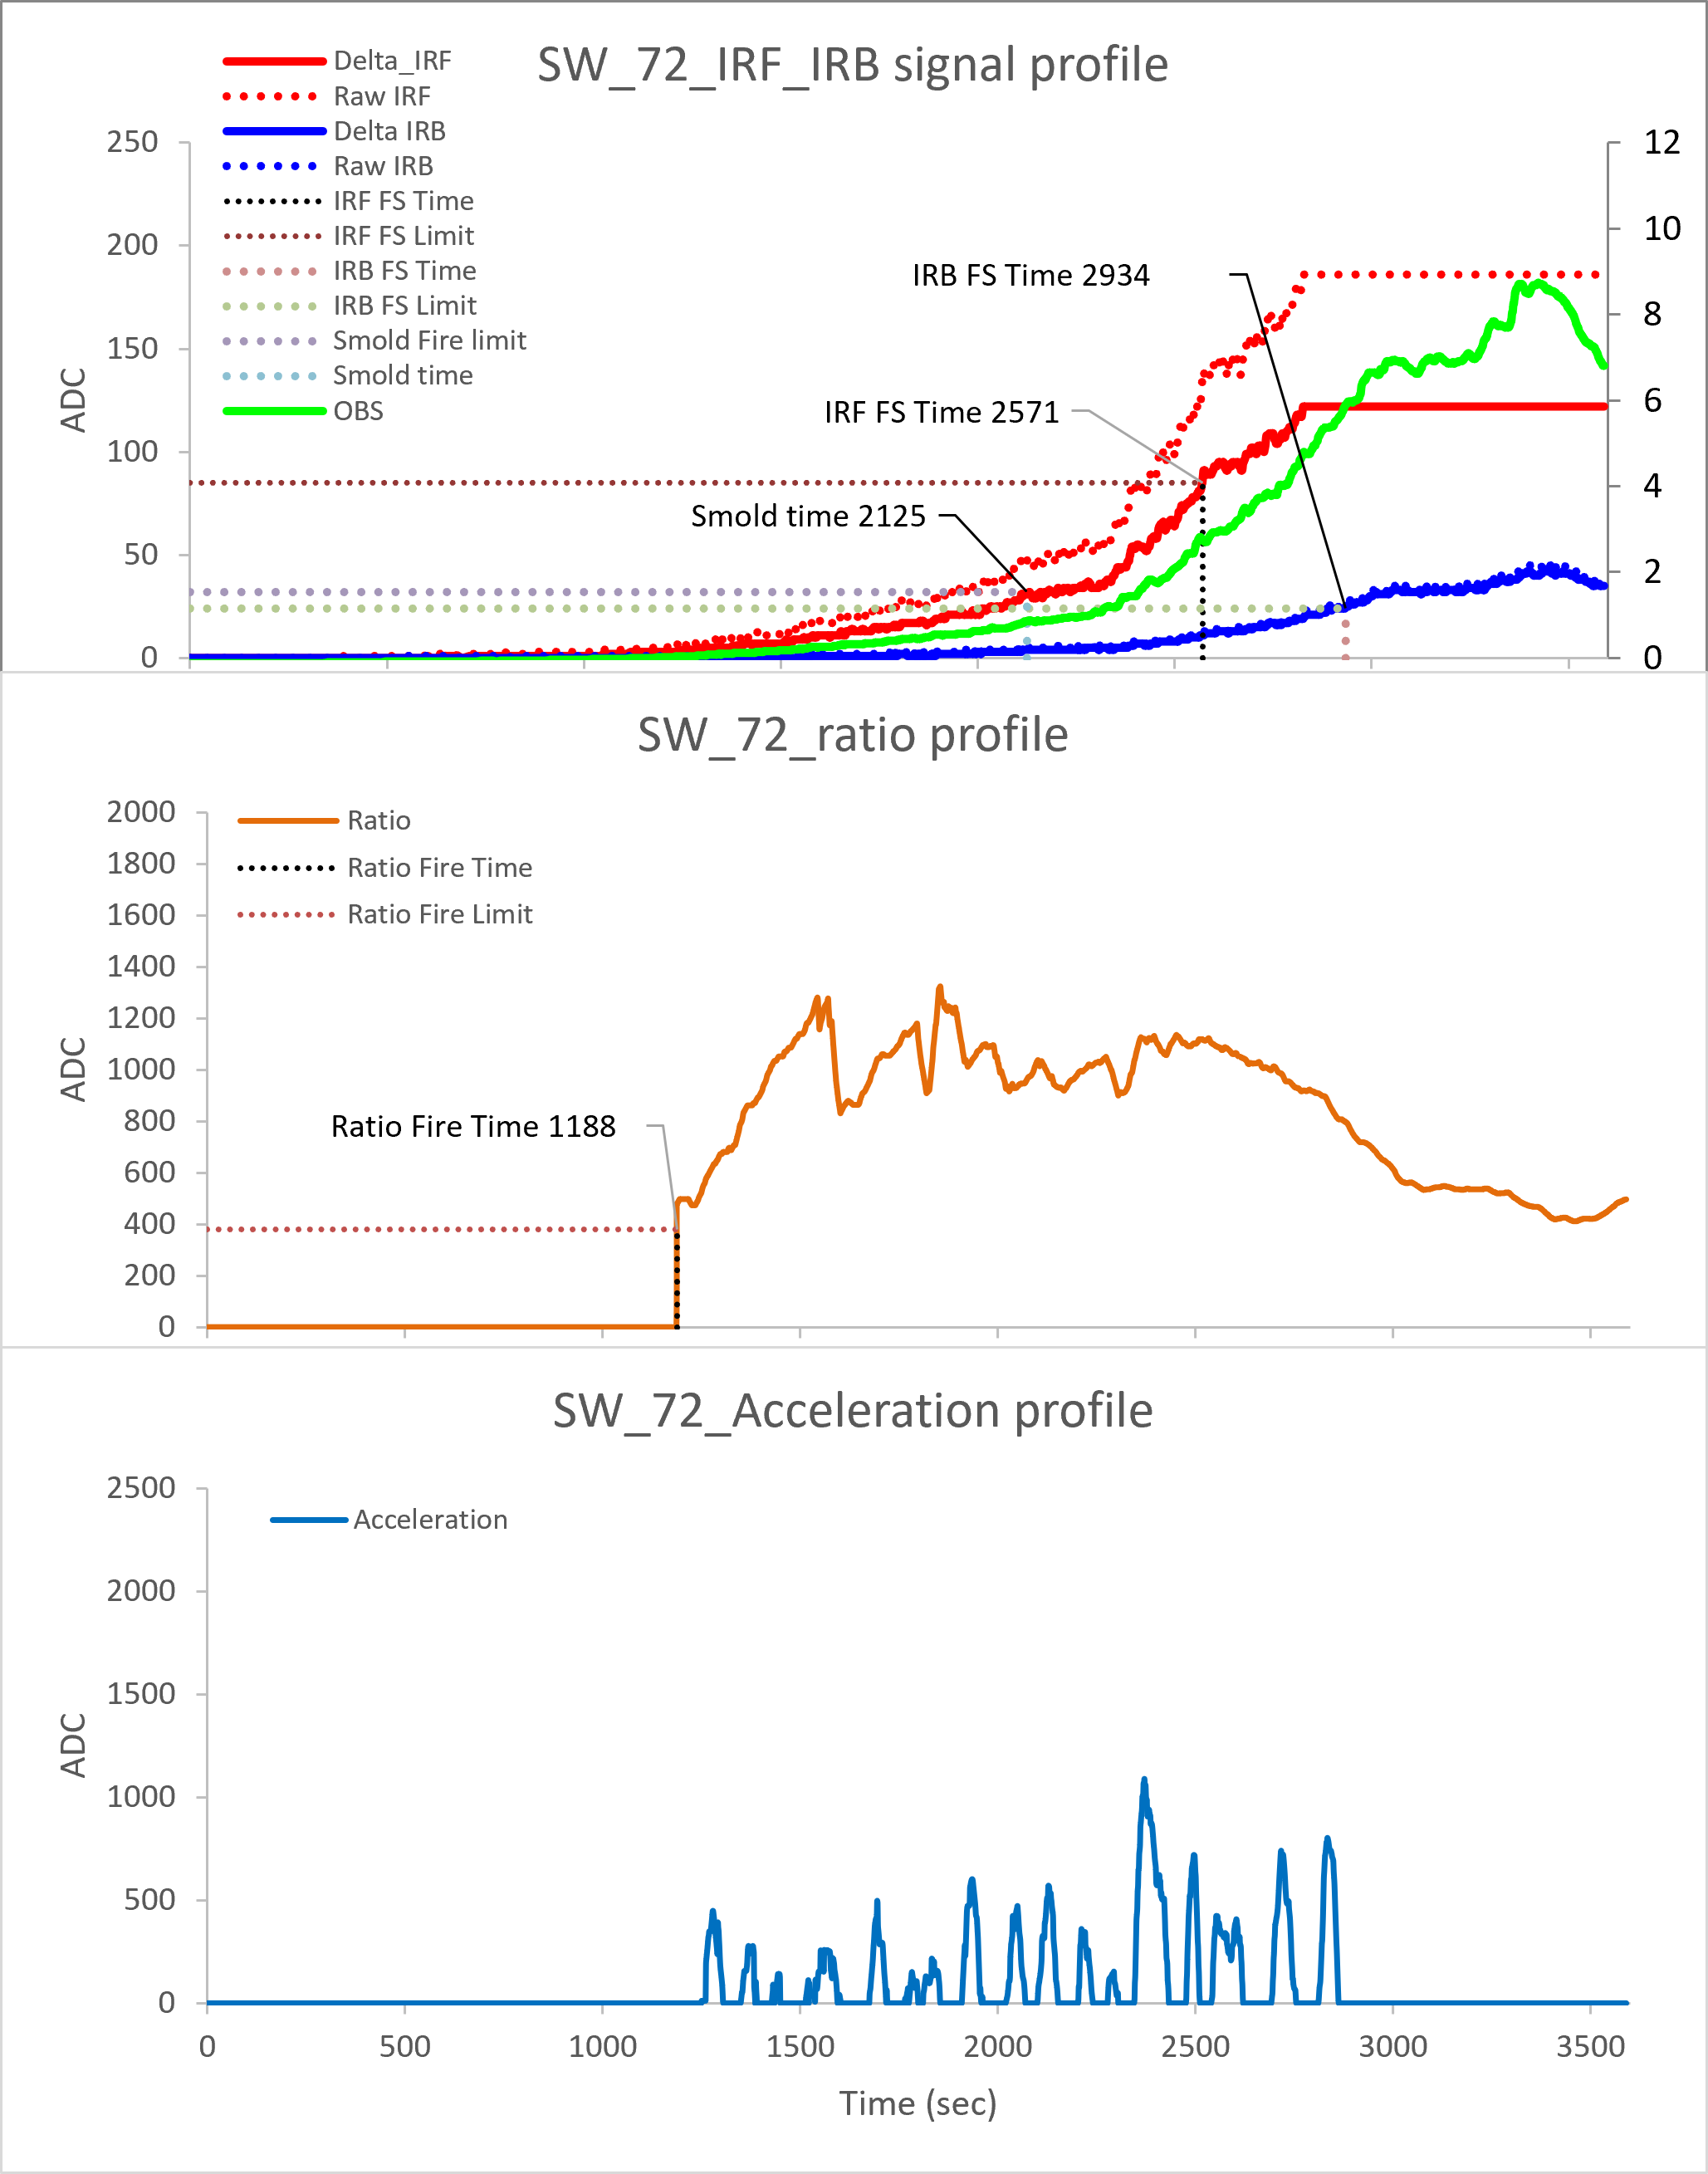 SW_72_IRF_IRB signal profile
Delta_IRF
Raw IRF
Delta IRB
Raw IRB
IRF FS Time
IRF FS Limit
IRB FS Time
IRB FS Limit
Smold Fire limit
Smold time
OBS
250
200
150
100
50
0
ADC
12
10
8
6
4
2
0
IRB FS Time 2934
IRF FS Time 2571
Smold time 2125
SW_72_ratio profile
2000
1800
1600
1400
1200
1000
800
600
400
200
0
ADC
Ratio
Ratio Fire Time
Ratio Fire Limit
Ratio Fire Time 1188
SW_72_Acceleration profile
2500
2000
1500
1000
500
0
ADC
Acceleration
0 500 1000 1500 2000 2500 3000 3500
Time (sec)